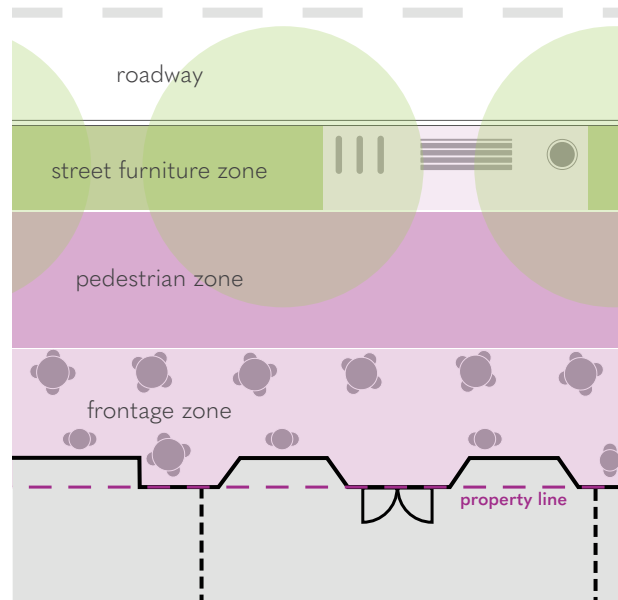 roadway
street furniture zone
pedestrian zone
frontage zone
property line